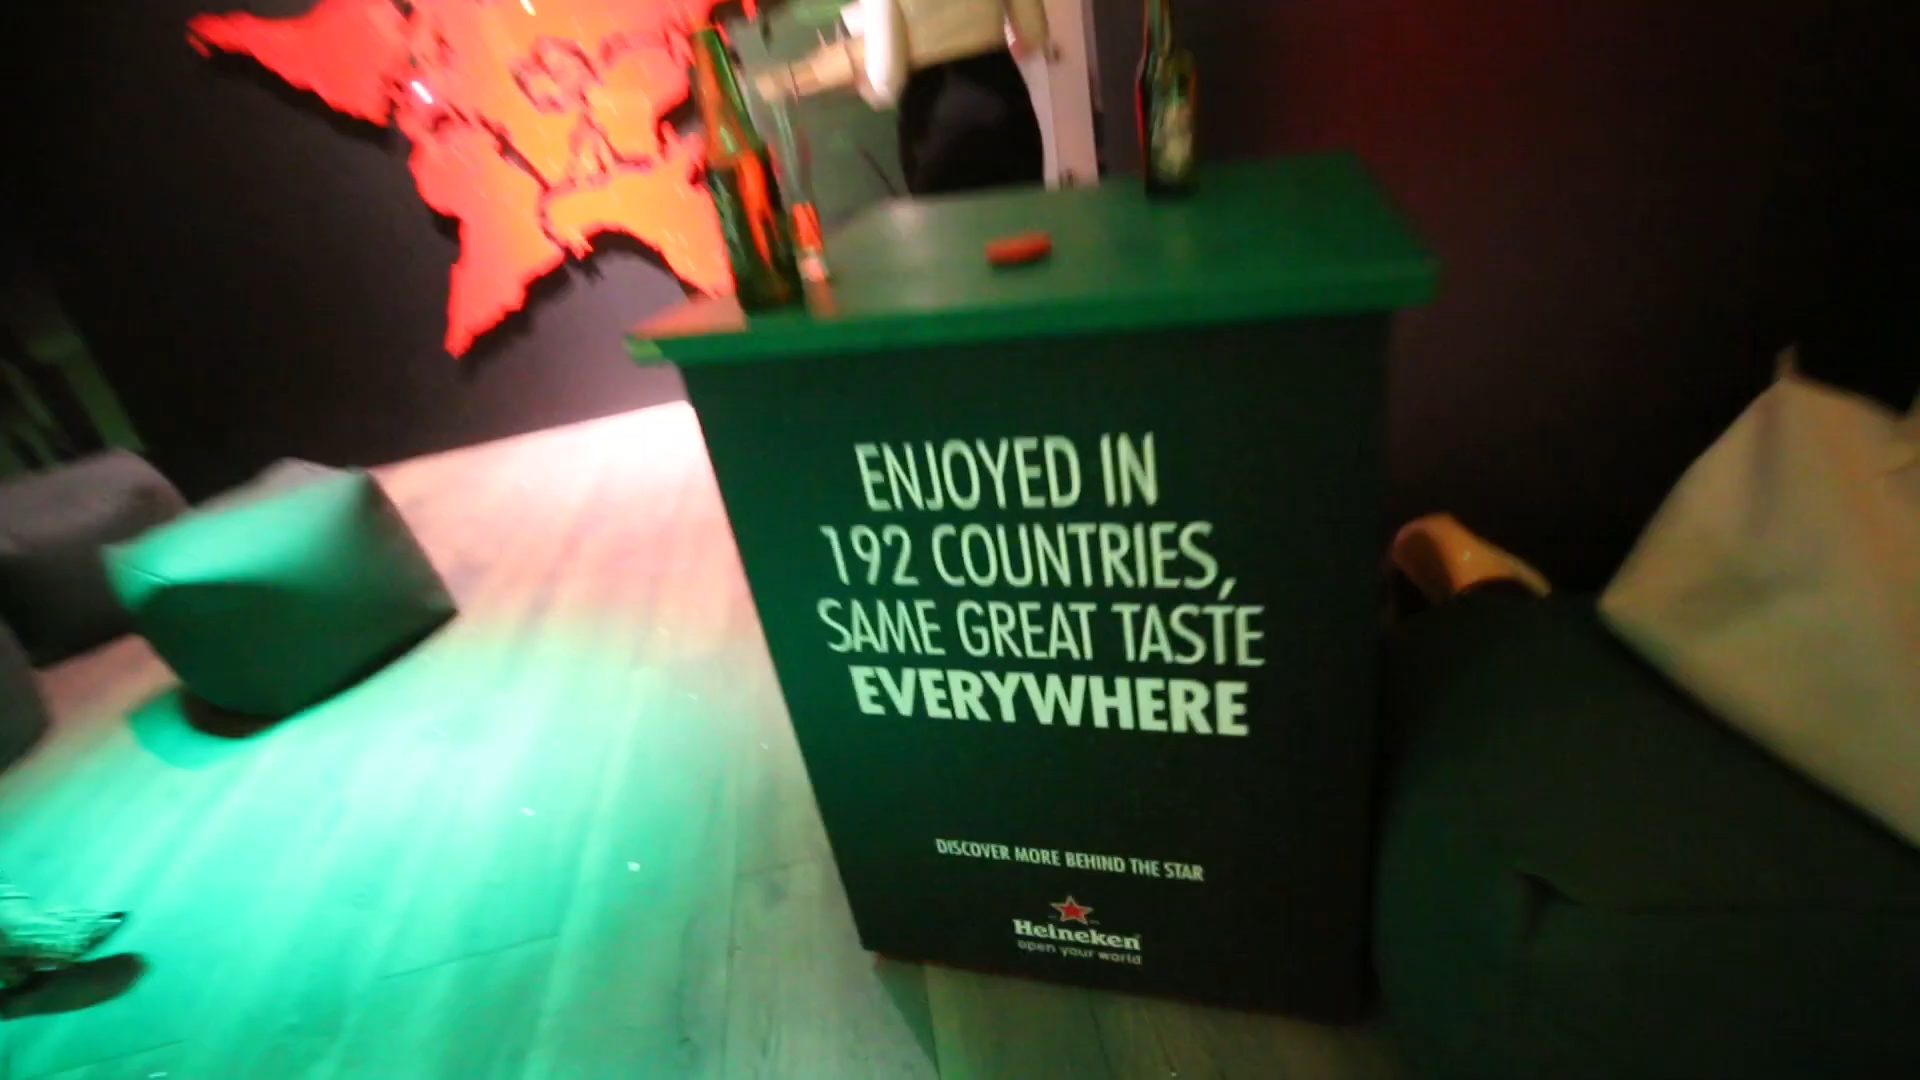 ENJOYED IN
192 COUNTRIES,
SAME GREAT TASTE
EVERYWHERE
DISCOVER MORE BEHIND THE STAR
Heineken
open your world